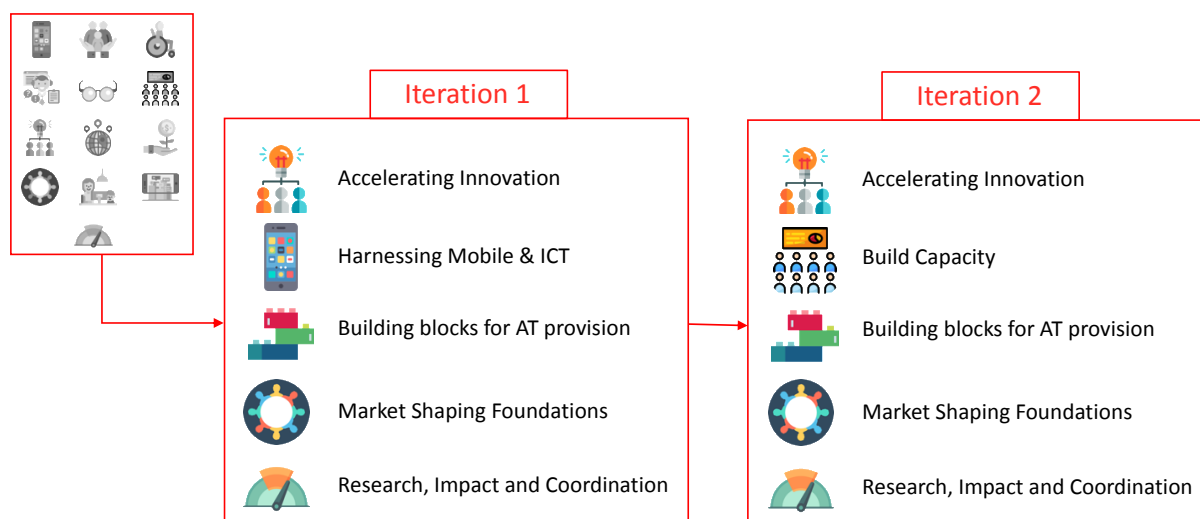 Iteration 1
Accelerating Innovation
Harnessing Mobile & ICT
Building blocks for AT provision
Market Shaping Foundations
Research, Impact and Coordination
Iteration 2
Accelerating Innovation
Build Capacity
Building blocks for AT provision
Market Shaping Foundations
Research, Impact and Coordination